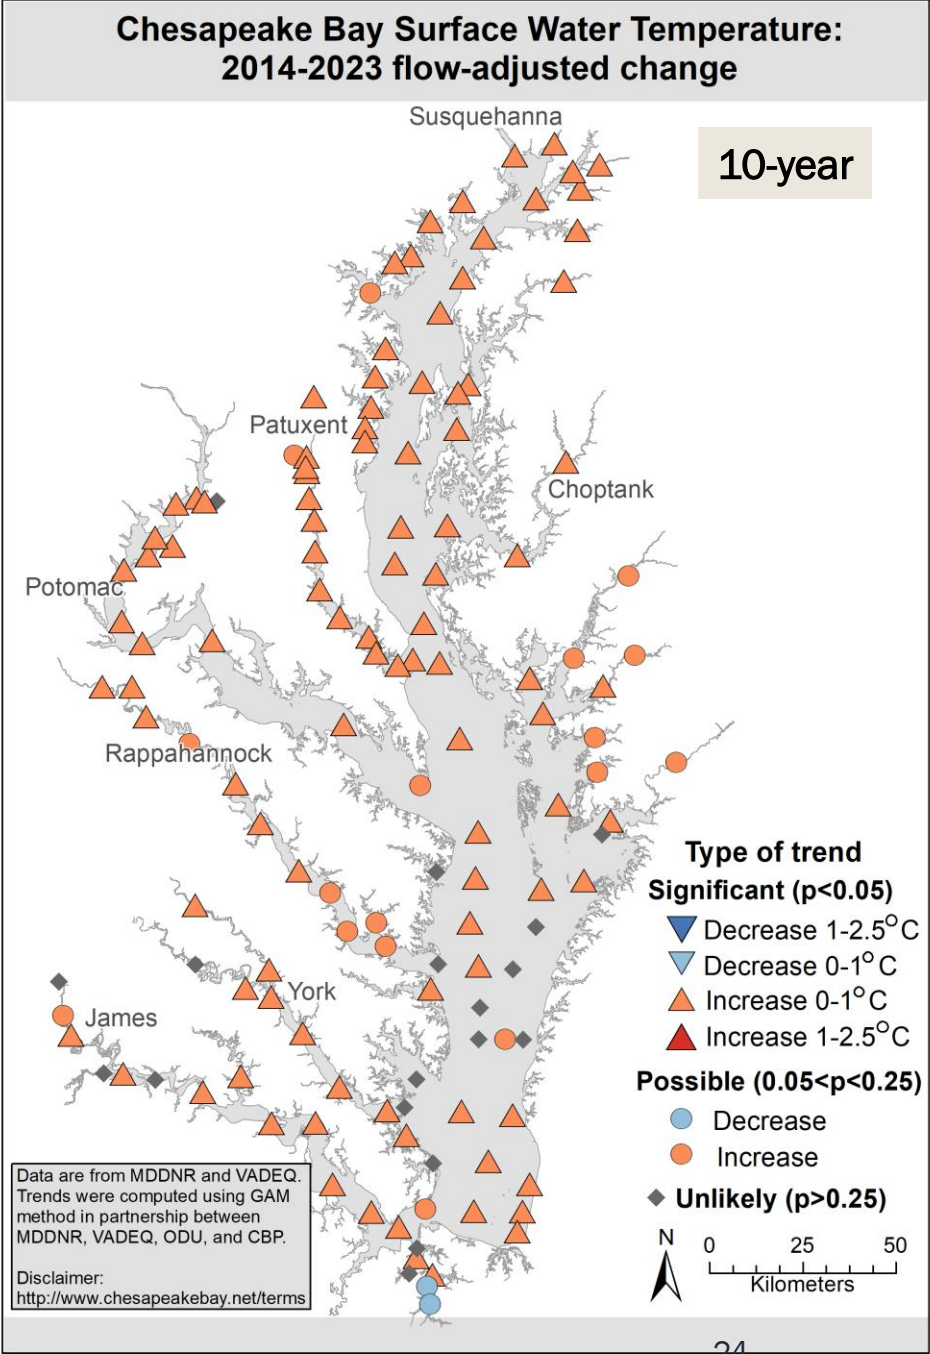 Chesapeake Bay Surface Water Temperature:
2014-2023 flow-adjusted change
Susquehanna
10-year
Patuxent
Choptank
Potomac
Rappahannock
York
James
Type of trend
Significant (p<0.05)
Decrease 1-2.5°C
Decrease 0-1°C
Increase 0-1°C
Increase 1-2.5°C
Possible (0.05<p<0.25)
Decrease
Increase
Unlikely (p>0.25)
N
0 25 50
Kilometers
Data are from MDDNR and VADEQ.
Trends were computed using GAM
method in partnership between
MDDNR, VADEQ, ODU, and CBP.
Disclaimer:
http://www.chesapeakebay.net/terms